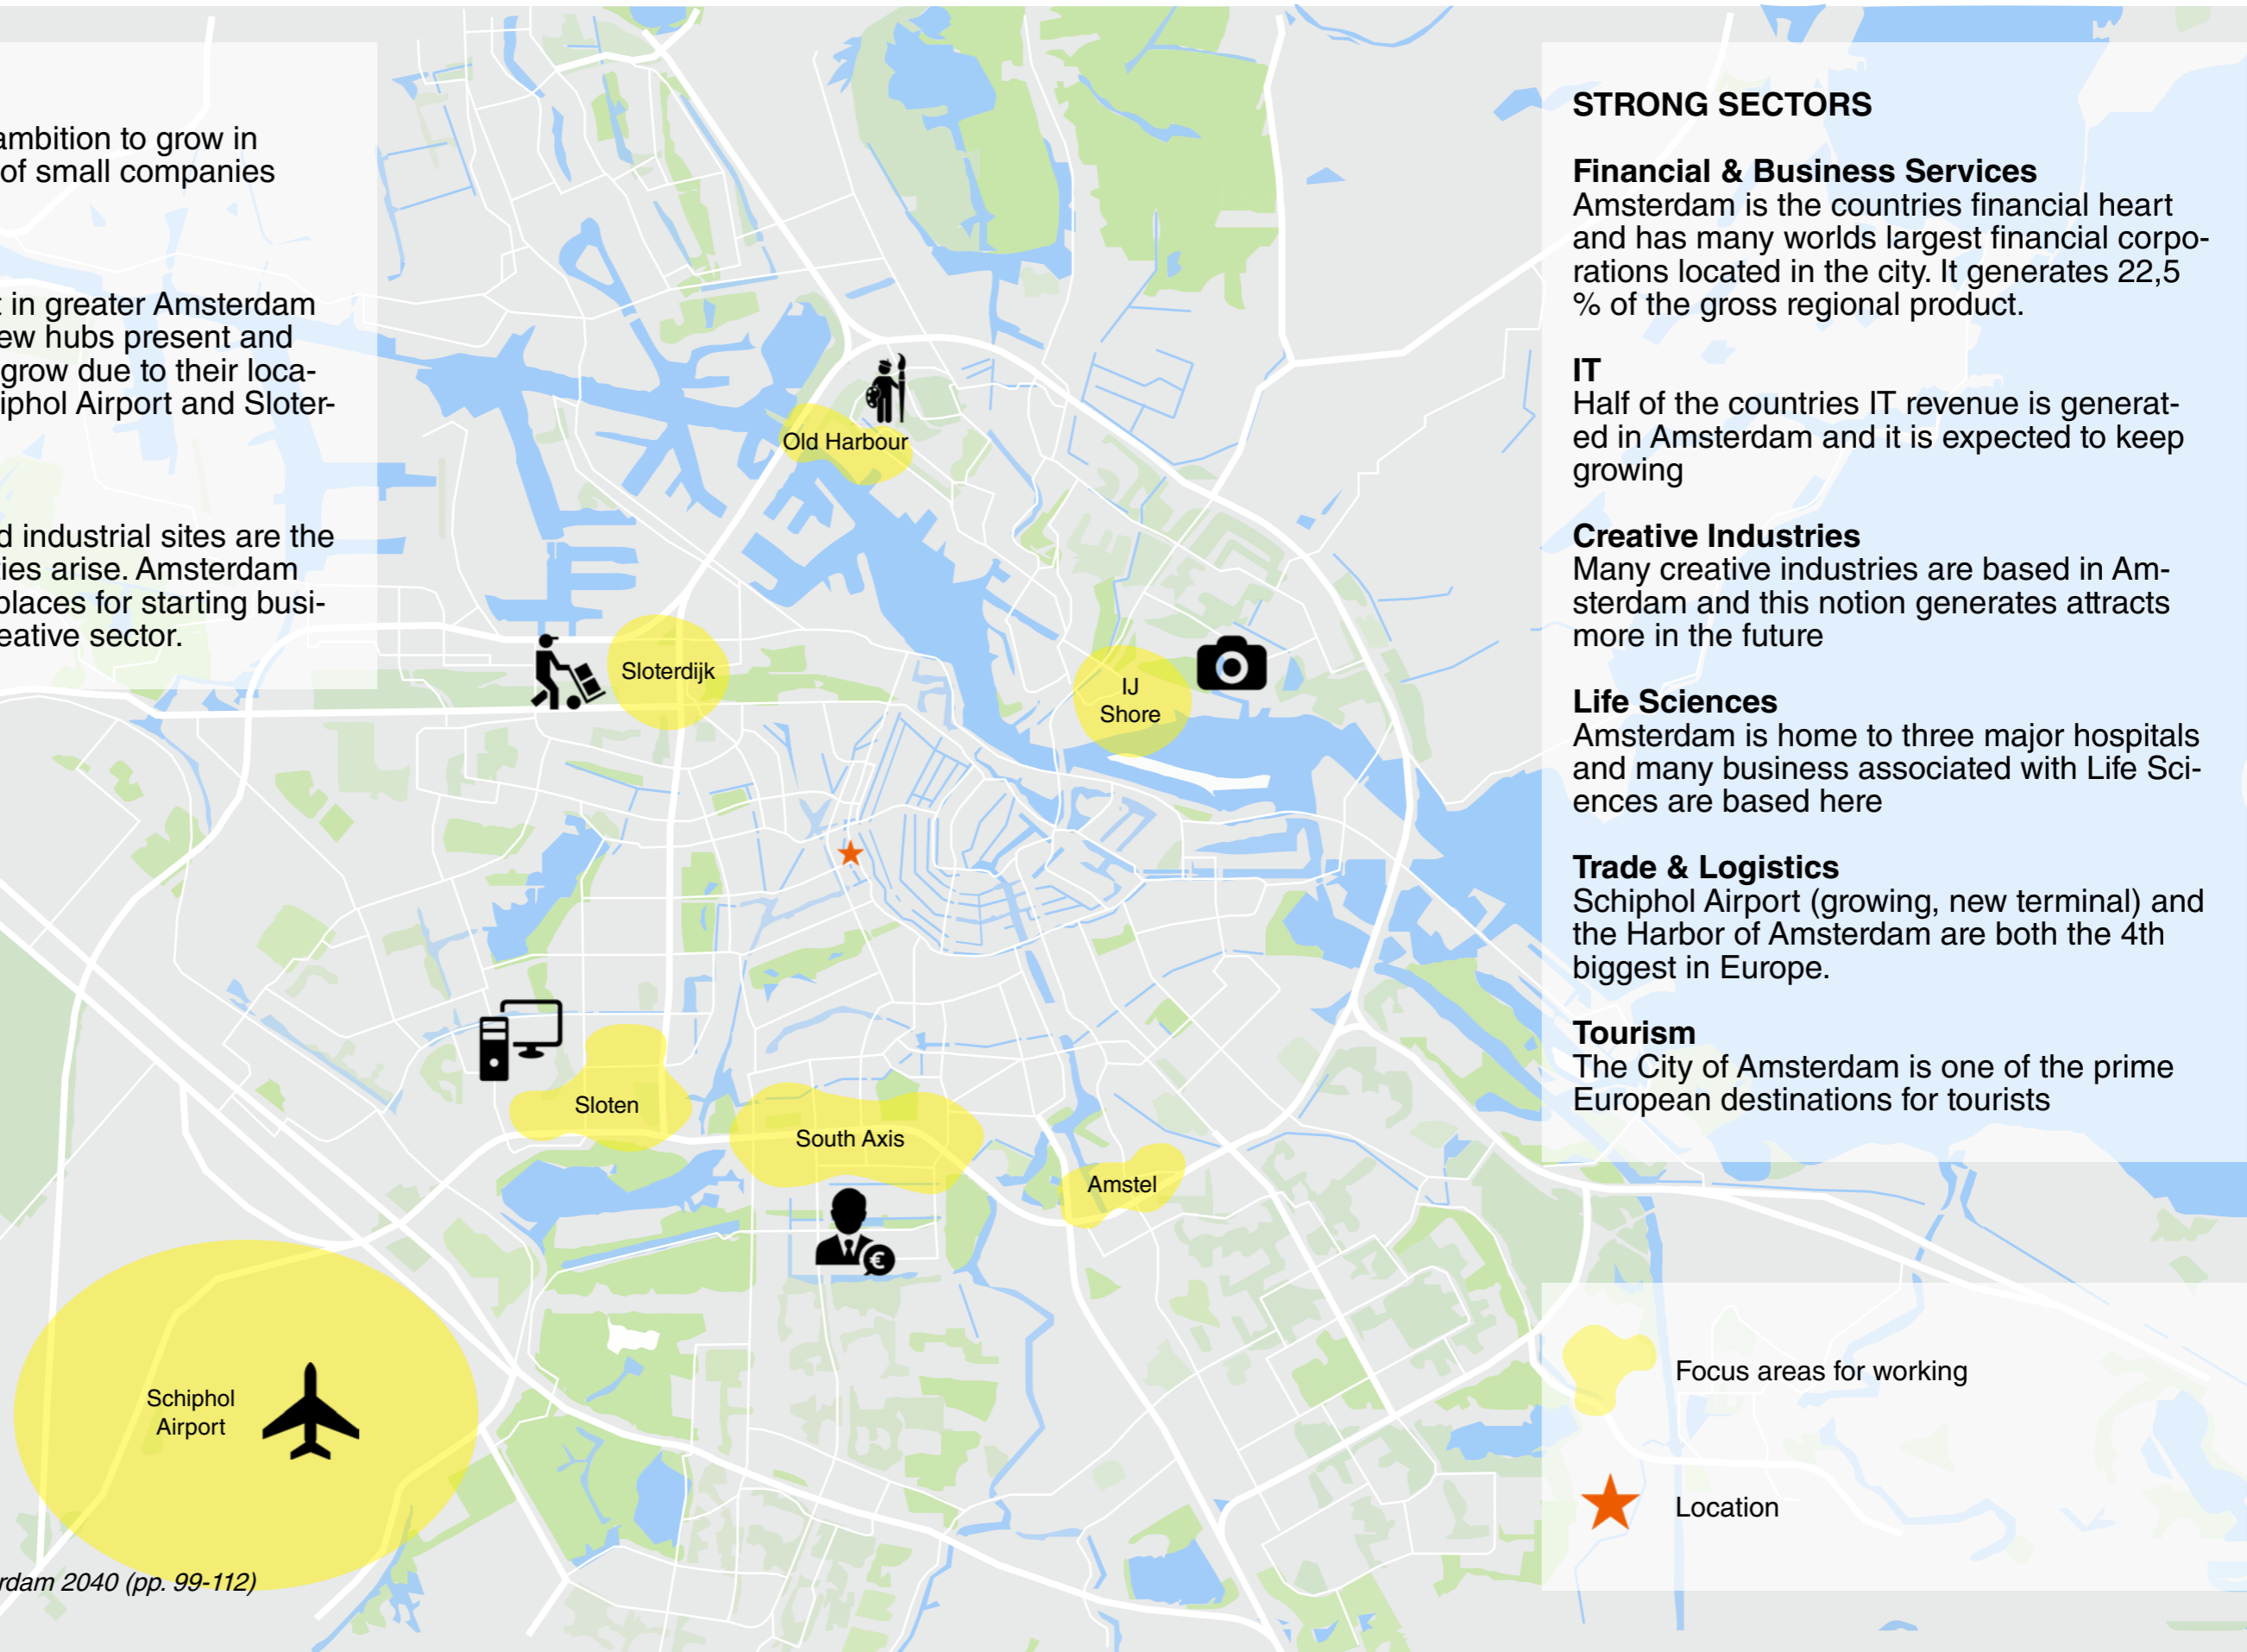 ambition to grow in
of small companies
in greater Amsterdam
ew hubs present and
grow due to their loca-
iphol Airport and Sloter-
d industrial sites are the
ties arise. Amsterdam
places for starting busi-
eative sector.
Old Harbour
Sloterdijk
IJ
Shore
Sloten
South Axis
€
Amstel
Schiphol
Airport
rdam 2040 (pp. 99-112)
STRONG SECTORS
Financial & Business Services
Amsterdam is the countries financial heart
and has many worlds largest financial corpo-
rations located in the city. It generates 22,5
% of the gross regional product.
IT
Half of the countries IT revenue is generat-
ed in Amsterdam and it is expected to keep
growing
Creative Industries
Many creative industries are based in Am-
sterdam and this notion generates attracts
more in the future
Life Sciences
Amsterdam is home to three major hospitals
and many business associated with Life Sci-
ences are based here
Trade & Logistics
Schiphol Airport (growing, new terminal) and
the Harbor of Amsterdam are both the 4th
biggest in Europe.
Tourism
The City of Amsterdam is one of the prime
European destinations for tourists
Focus areas for working
Location